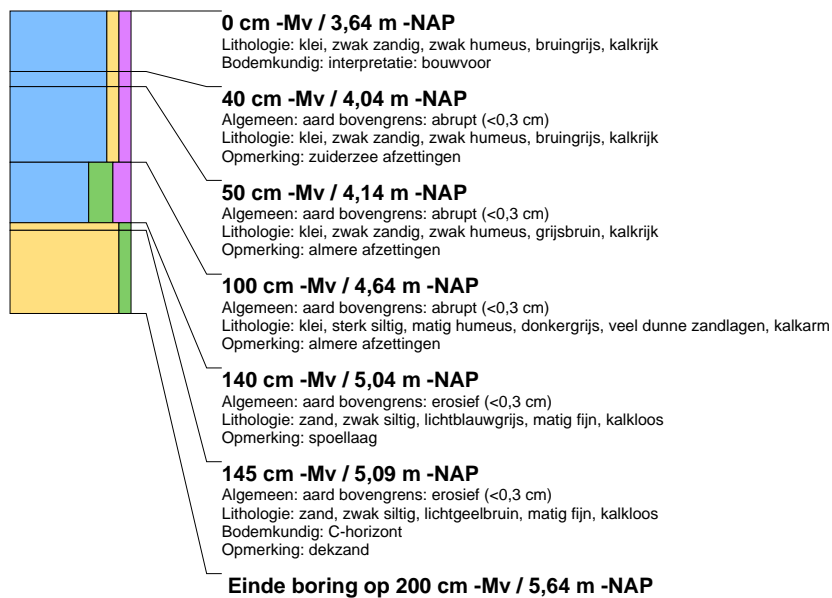 0 cm -Mv / 3,64 m -NAP
Lithologie: klei, zwak zandig, zwak humeus, bruingrijs, kalkrijk
Bodemkundig: interpretatie: bouwvoor
40 cm -Mv / 4,04 m -NAP
Algemeen: aard bovengrens: abrupt (<0,3 cm)
Lithologie: klei, zwak zandig, zwak humeus, bruingrijs, kalkrijk
Opmerking: zuiderzee afzettingen
50 cm -Mv / 4,14 m -NAP
Algemeen: aard bovengrens: abrupt (<0,3 cm)
Lithologie: klei, zwak zandig, zwak humeus, grijsbruin, kalkrijk
Opmerking: almere afzettingen
100 cm -Mv / 4,64 m -NAP
Algemeen: aard bovengrens: abrupt (<0,3 cm)
Lithologie: klei, sterk siltig, matig humeus, donkergrijs, veel dunne zandlagen, kalkarm
Opmerking: almere afzettingen
140 cm -Mv / 5,04 m -NAP
Algemeen: aard bovengrens: erosief (<0,3 cm)
Lithologie: zand, zwak siltig, lichtblauwgrijs, matig fijn, kalkloos
Opmerking: spoellaag
145 cm -Mv / 5,09 m -NAP
Algemeen: aard bovengrens: erosief (<0,3 cm)
Lithologie: zand, zwak siltig, lichtgeelbruin, matig fijn, kalkloos
Bodemkundig: C-horizont
Opmerking: dekzand
Einde boring op 200 cm -Mv / 5,64 m -NAP